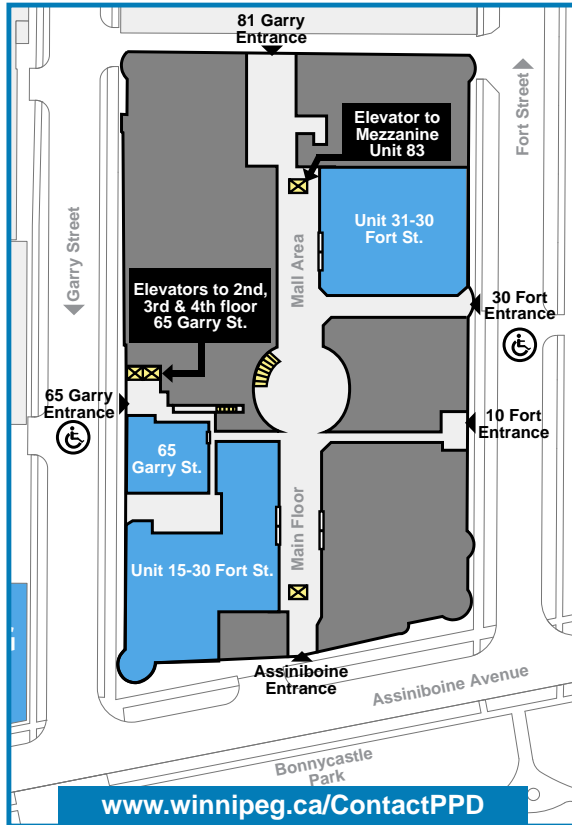 81 Garry
Entrance
Elevator to
Mezzanine
Unit 83
Fort Street
Unit 31-30
Fort St.
Garry Street
Mall Area
Elevators to 2nd,
3rd & 4th floor
65 Garry St.
30 Fort
Entrance
65 Garry
Entrance
10 Fort
Entrance
65
Garry St.
Main Floor
Unit 15-30 Fort St.
Assiniboine
Entrance
Assiniboine Avenue
Bonnycastle
Park
www.winnipeg.ca/ContactPPD